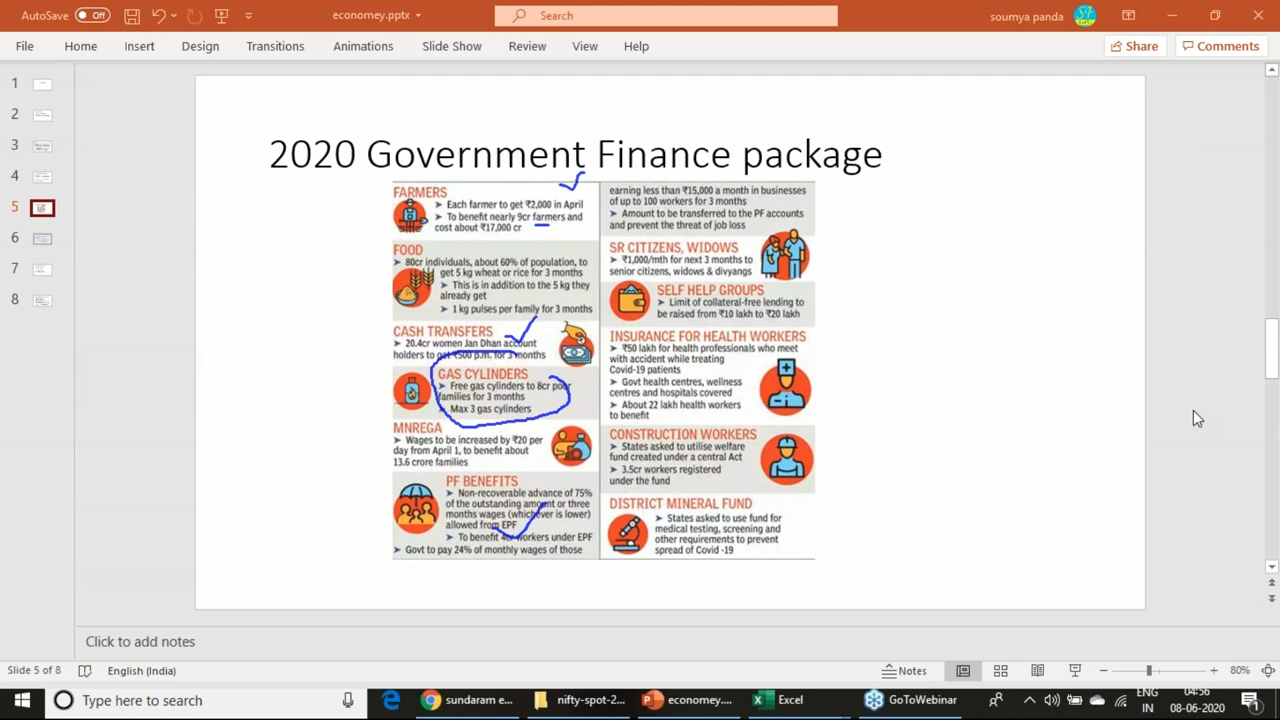 AutoSave Off
economey.pptx
Search
soumya panda
File Home Insert Design Transitions Animations Slide Show Review View Help Share Comments
1
2
3
4
5
6
7
8
2020 Government Finance package
FARMERS
➤ Each farmer to get ₹2,000 in April
➤ To benefit nearly 9cr farmers and
cost about ₹17,000 cr
FOOD
➤ 80cr individuals, about 60% of population, to
get 5 kg wheat or rice for 3 months
➤ This is in addition to the 5 kg they
already get
➤ 1 kg pulses per family for 3 months
CASH TRANSFERS
➤ 20.4cr women Jan Dhan account
holders to get ₹500 p.m. for 3 months
GAS CYLINDERS
➤ Free gas cylinders to 8cr poor
families for 3 months
➤ Max 3 gas cylinders
MNREGA
➤ Wages to be increased by ₹20 per
day from April 1, to benefit about
13.6 crore families
PF BENEFITS
➤ Non-recoverable advance of 75%
of the outstanding amount or three
months wages (whichever is lower)
allowed from EPF
➤ To benefit 4cr workers under EPF
➤ Govt to pay 24% of monthly wages of those
earning less than ₹15,000 a month in businesses
of up to 100 workers for 3 months
➤ Amount to be transferred to the PF accounts
and prevent the threat of job loss
SR CITIZENS, WIDOWS
➤ ₹1,000/mth for next 3 months to
senior citizens, widows & divyangs
SELF HELP GROUPS
➤ Limit of collateral-free lending to
be raised from ₹10 lakh to ₹20 lakh
INSURANCE FOR HEALTH WORKERS
➤ ₹50 lakh for health professionals who meet
with accident while treating
Covid-19 patients
➤ Govt health centres, wellness
centres and hospitals covered
➤ About 22 lakh health workers
to benefit
CONSTRUCTION WORKERS
➤ States asked to utilise welfare
fund created under a central Act
➤ 3.5cr workers registered
under the fund
DISTRICT MINERAL FUND
➤ States asked to use fund for
medical testing, screening and
other requirements to prevent
spread of Covid -19
Click to add notes
Slide 5 of 8 English (India) Notes 80%
Type here to search
sundaram e... nifty-spot-2... economey.... Excel GoToWebinar
ENG
IN
04:56
08-06-2020
1